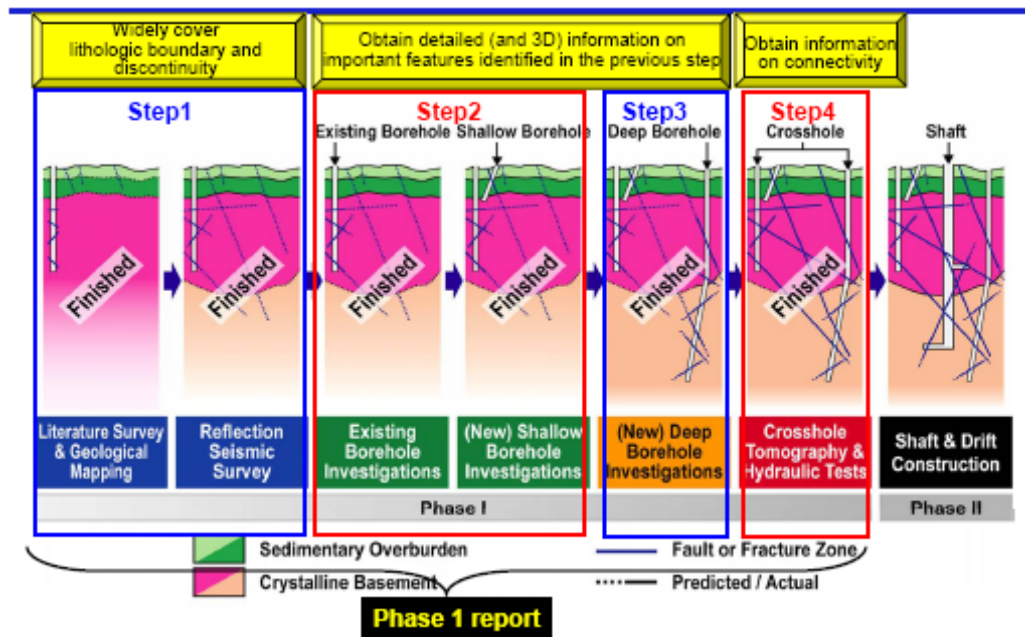 Widely cover
lithologic boundary and
discontinuity
Obtain detailed (and 3D) information on
important features identified in the previous step
Obtain information
on connectivity
Step1
Step2
Step3
Step4
Existing Borehole
Shallow Borehole
Deep Borehole
Crosshole
Shaft
Finished
Finished
Finished
Finished
Finished
Finished
Literature Survey
& Geological
Mapping
Reflection
Seismic
Survey
Existing
Borehole
Investigations
(New) Shallow
Borehole
Investigations
(New) Deep
Borehole
Investigations
Crosshole
Tomography &
Hydraulic Tests
Shaft & Drift
Construction
Phase I
Phase II
Sedimentary Overburden
Fault or Fracture Zone
Crystalline Basement
Predicted / Actual
Phase 1 report